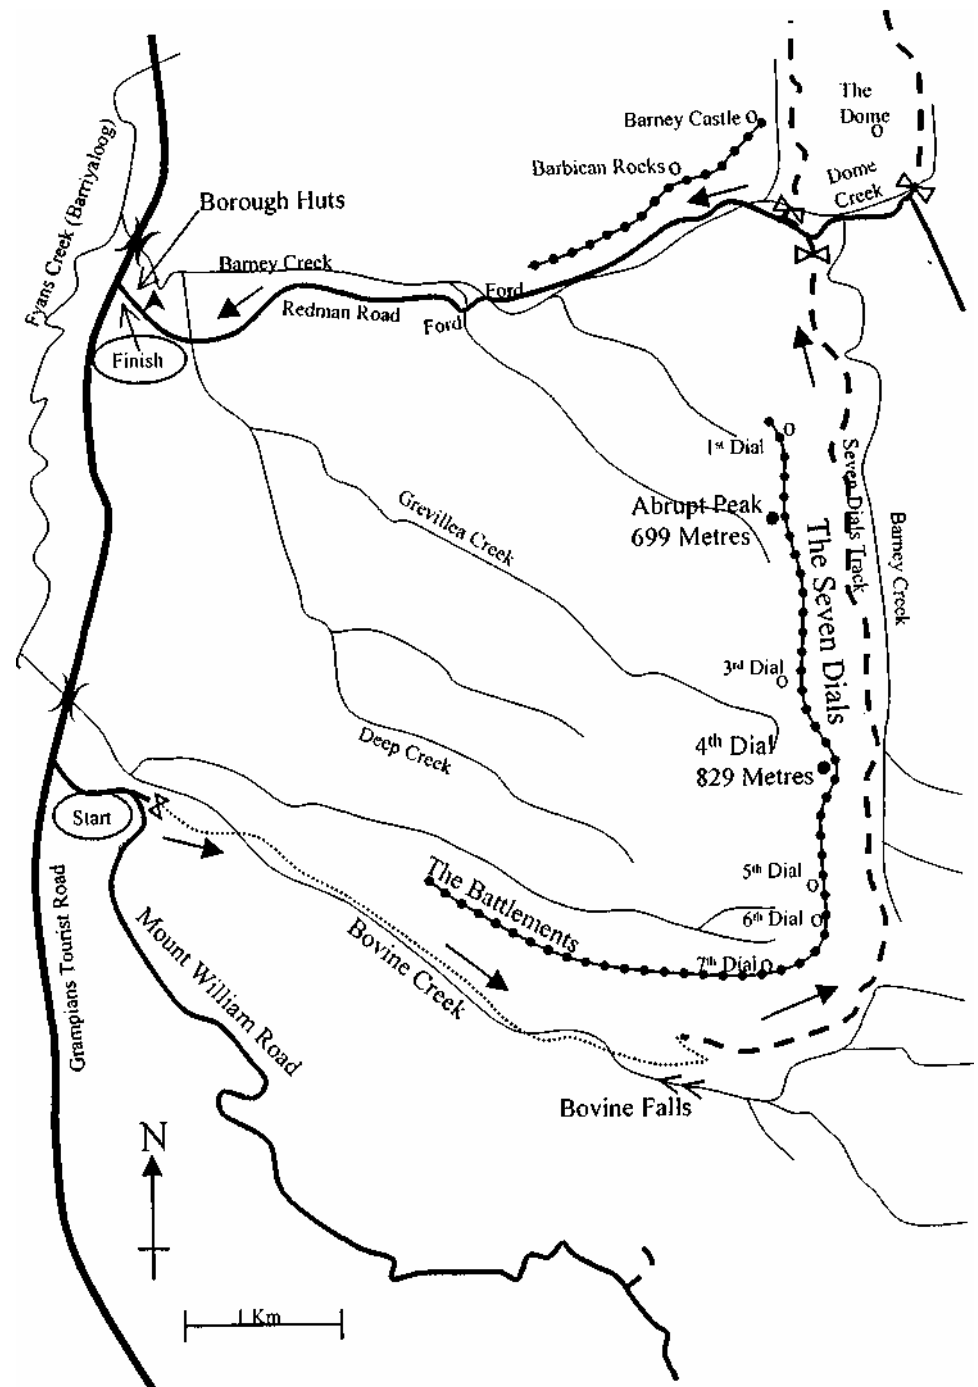 The
Dome
Barney Castle
Barbican Rocks
Dome
Creek
Fyans Creek (Barriyaloog)
Borough Huts
Barney Creek
Ford
Redman Road
Ford
Finish
1st Dial
Seven Dials Track
Abrupt Peak
699 Metres
Grevillea Creek
The Seven Dials
Barney Creek
3rd Dial
4th Dial
829 Metres
Deep Creek
Start
5th Dial
The Battlements
6th Dial
7th Dial
Grampians Tourist Road
Mount William Road
Bovine Creek
Bovine Falls
N
1 Km